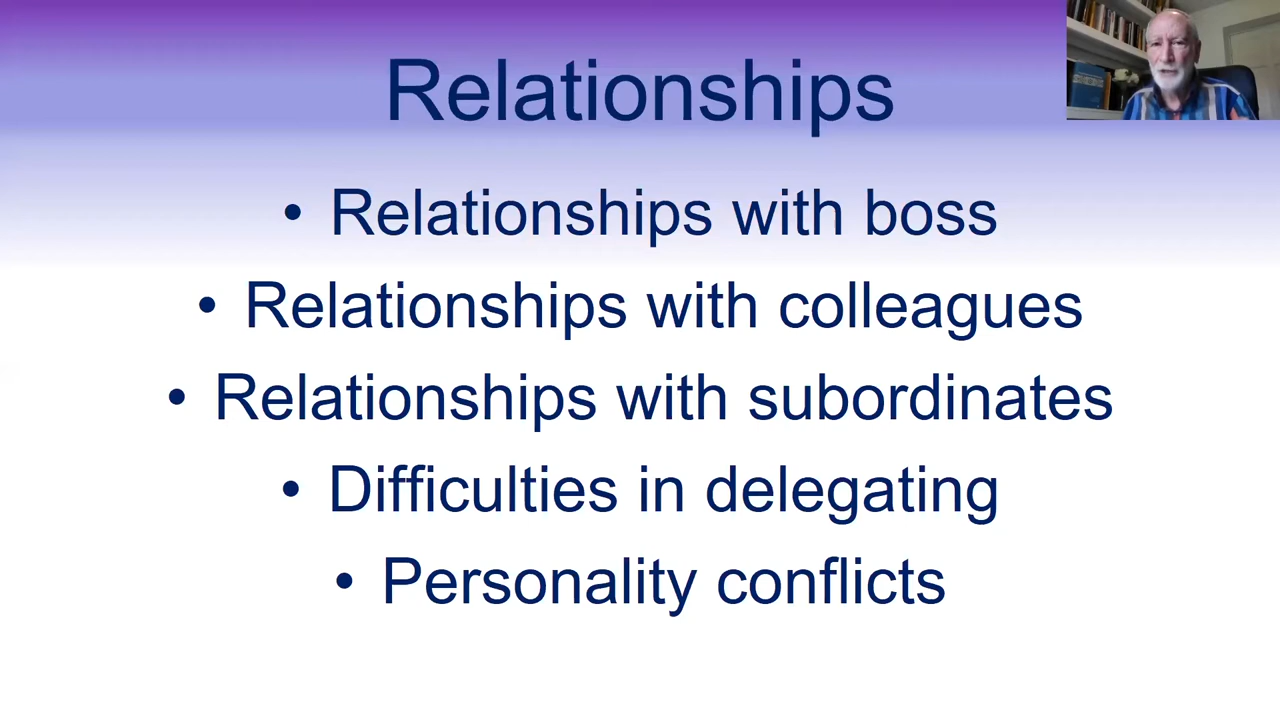 Relationships
• Relationships with boss
• Relationships with colleagues
• Relationships with subordinates
• Difficulties in delegating
• Personality conflicts